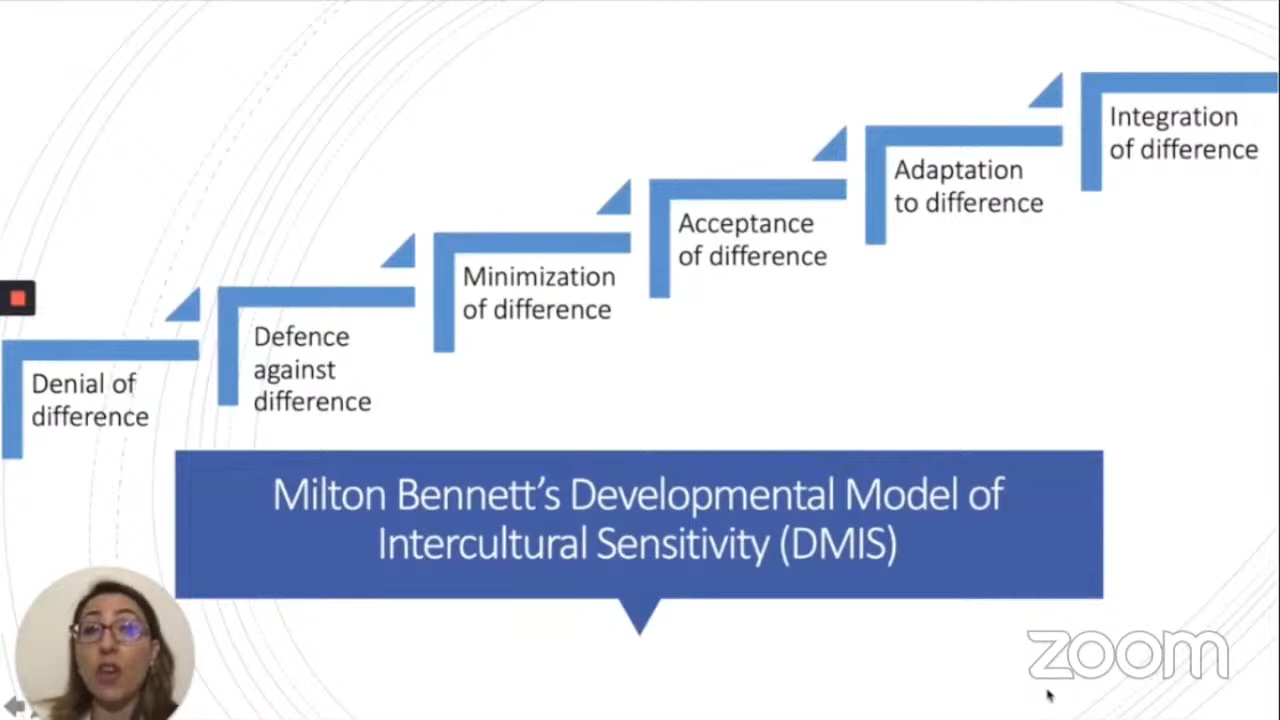 Denial of
difference
Defence
against
difference
Minimization
of difference
Acceptance
of difference
Adaptation
to difference
Integration
of difference
Milton Bennett’s Developmental Model of
Intercultural Sensitivity (DMIS)
zoom